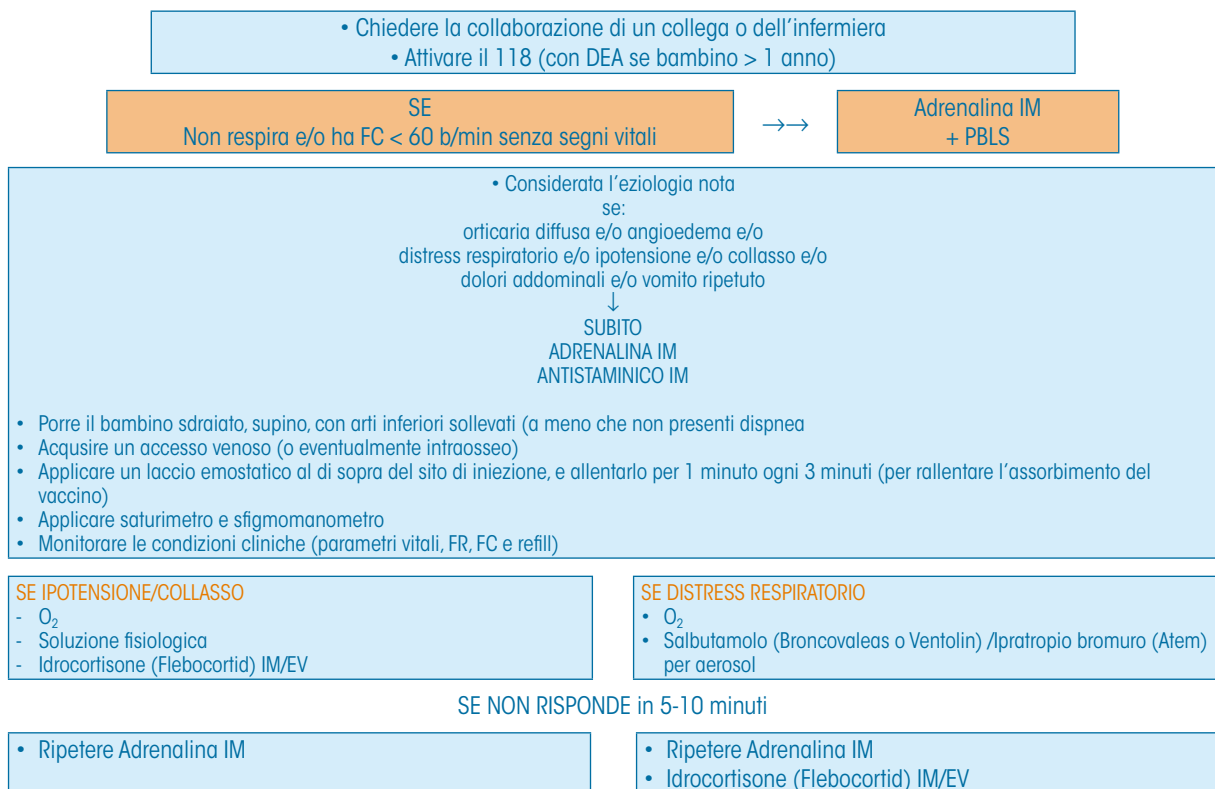 • Chiedere la collaborazione di un collega o dell'infermiera
• Attivare il 118 (con DEA se bambino > 1 anno)
SE
Non respira e/o ha FC < 60 b/min senza segni vitali
→→
Adrenalina IM
+ PBLS
• Considerata l'eziologia nota
se:
orticaria diffusa e/o angioedema e/o
distress respiratorio e/o ipotensione e/o collasso e/o
dolori addominali e/o vomito ripetuto
↓
SUBITO
ADRENALINA IM
ANTISTAMINICO IM
• Porre il bambino sdraiato, supino, con arti inferiori sollevati (a meno che non presenti dispnea
• Acqusire un accesso venoso (o eventualmente intraosseo)
• Applicare un laccio emostatico al di sopra del sito di iniezione, e allentarlo per 1 minuto ogni 3 minuti (per rallentare l'assorbimento del
vaccino)
• Applicare saturimetro e sfigmomanometro
• Monitorare le condizioni cliniche (parametri vitali, FR, FC e refill)
SE IPOTENSIONE/COLLASSO
- O₂
- Soluzione fisiologica
- Idrocortisone (Flebocortid) IM/EV
SE DISTRESS RESPIRATORIO
• O₂
• Salbutamolo (Broncovaleas o Ventolin) /Ipratropio bromuro (Atem)
per aerosol
SE NON RISPONDE in 5-10 minuti
• Ripetere Adrenalina IM
• Ripetere Adrenalina IM
• Idrocortisone (Flebocortid) IM/EV